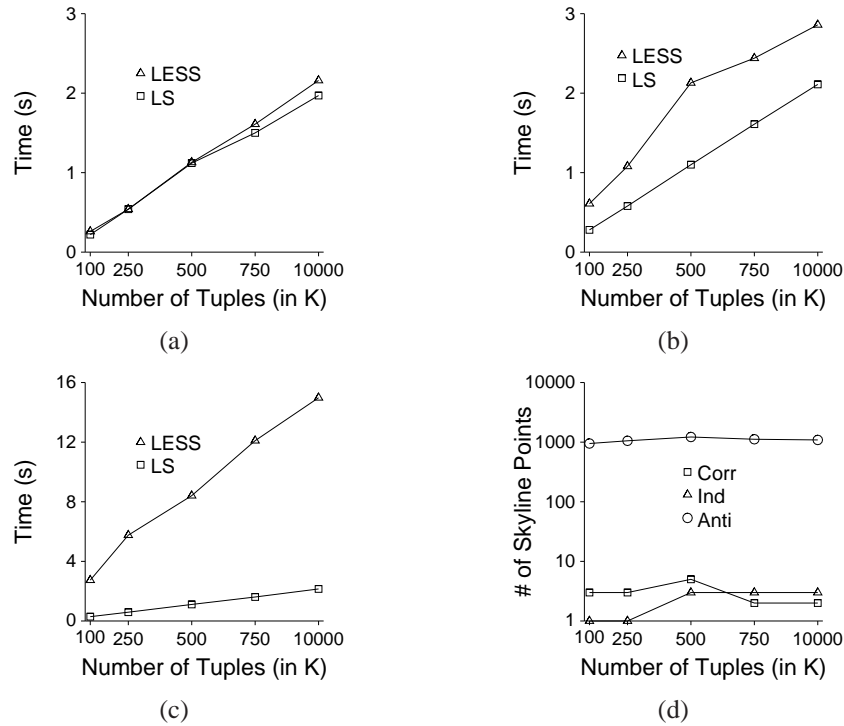 3
2
1
0
Time (s)
LESS
LS
100 250 500 750 10000
Number of Tuples (in K)
(a)
3
2
1
0
Time (s)
LESS
LS
100 250 500 750 10000
Number of Tuples (in K)
(b)
16
12
8
4
0
Time (s)
LESS
LS
100 250 500 750 10000
Number of Tuples (in K)
(c)
10000
1000
100
10
1
# of Skyline Points
Corr
Ind
Anti
100 250 500 750 10000
Number of Tuples (in K)
(d)